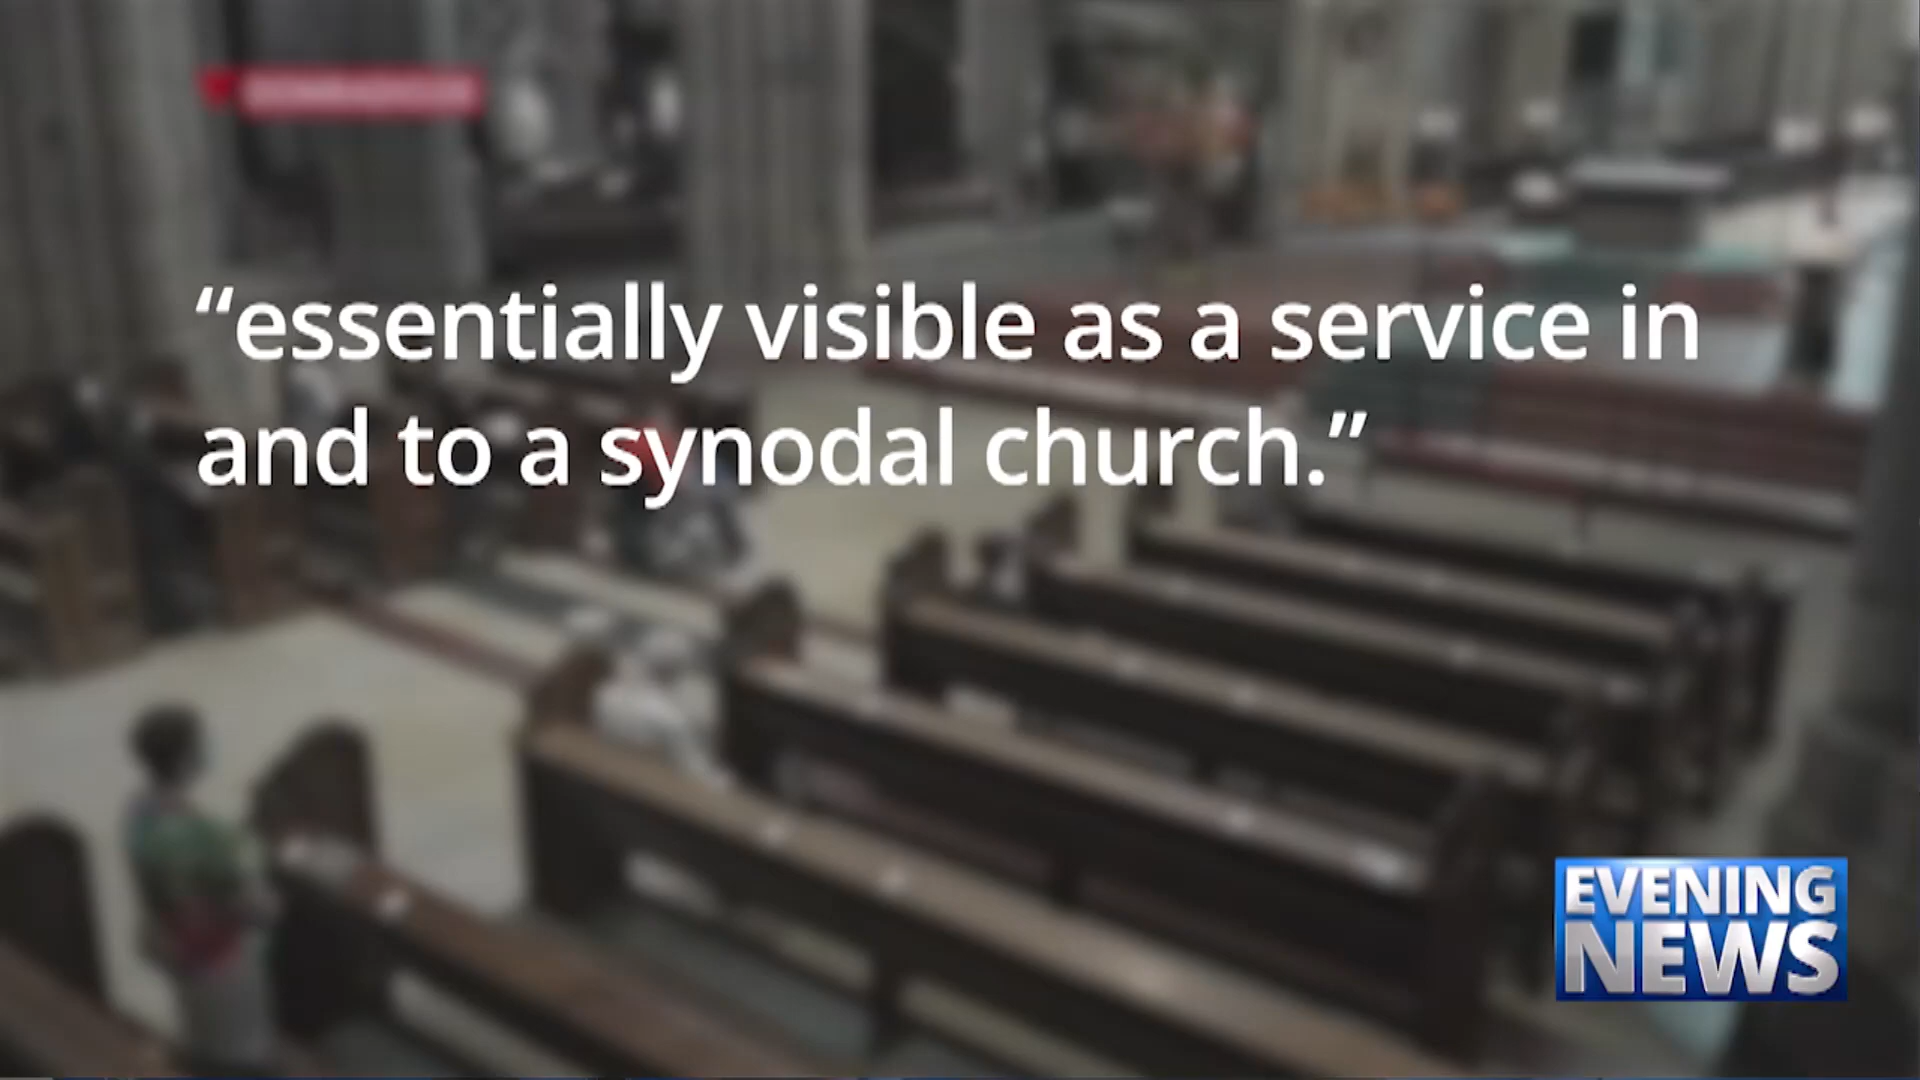 “essentially visible as a service in
and to a synodal church.”
EVENING
NEWS